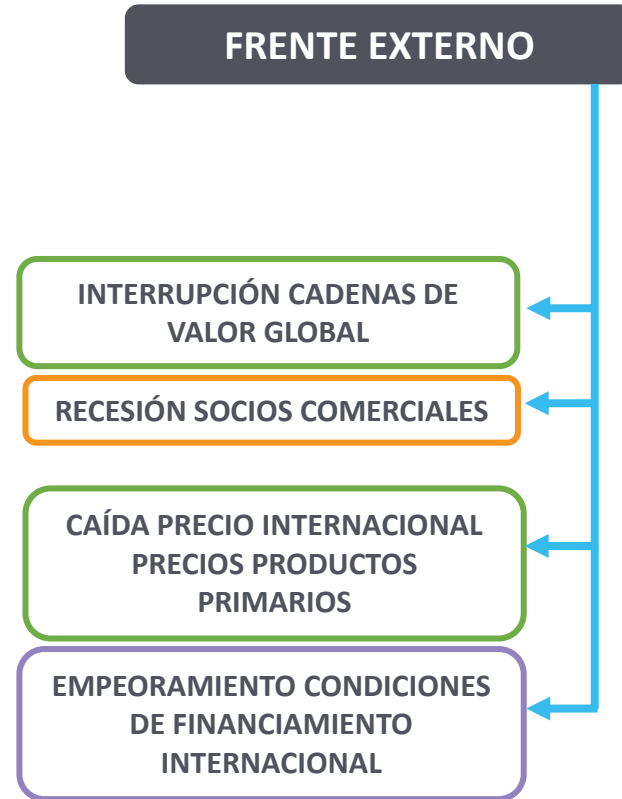 FRENTE EXTERNO
INTERRUPCIÓN CADENAS DE
VALOR GLOBAL
RECESIÓN SOCIOS COMERCIALES
CAÍDA PRECIO INTERNACIONAL
PRECIOS PRODUCTOS
PRIMARIOS
EMPEORAMIENTO CONDICIONES
DE FINANCIAMIENTO
INTERNACIONAL